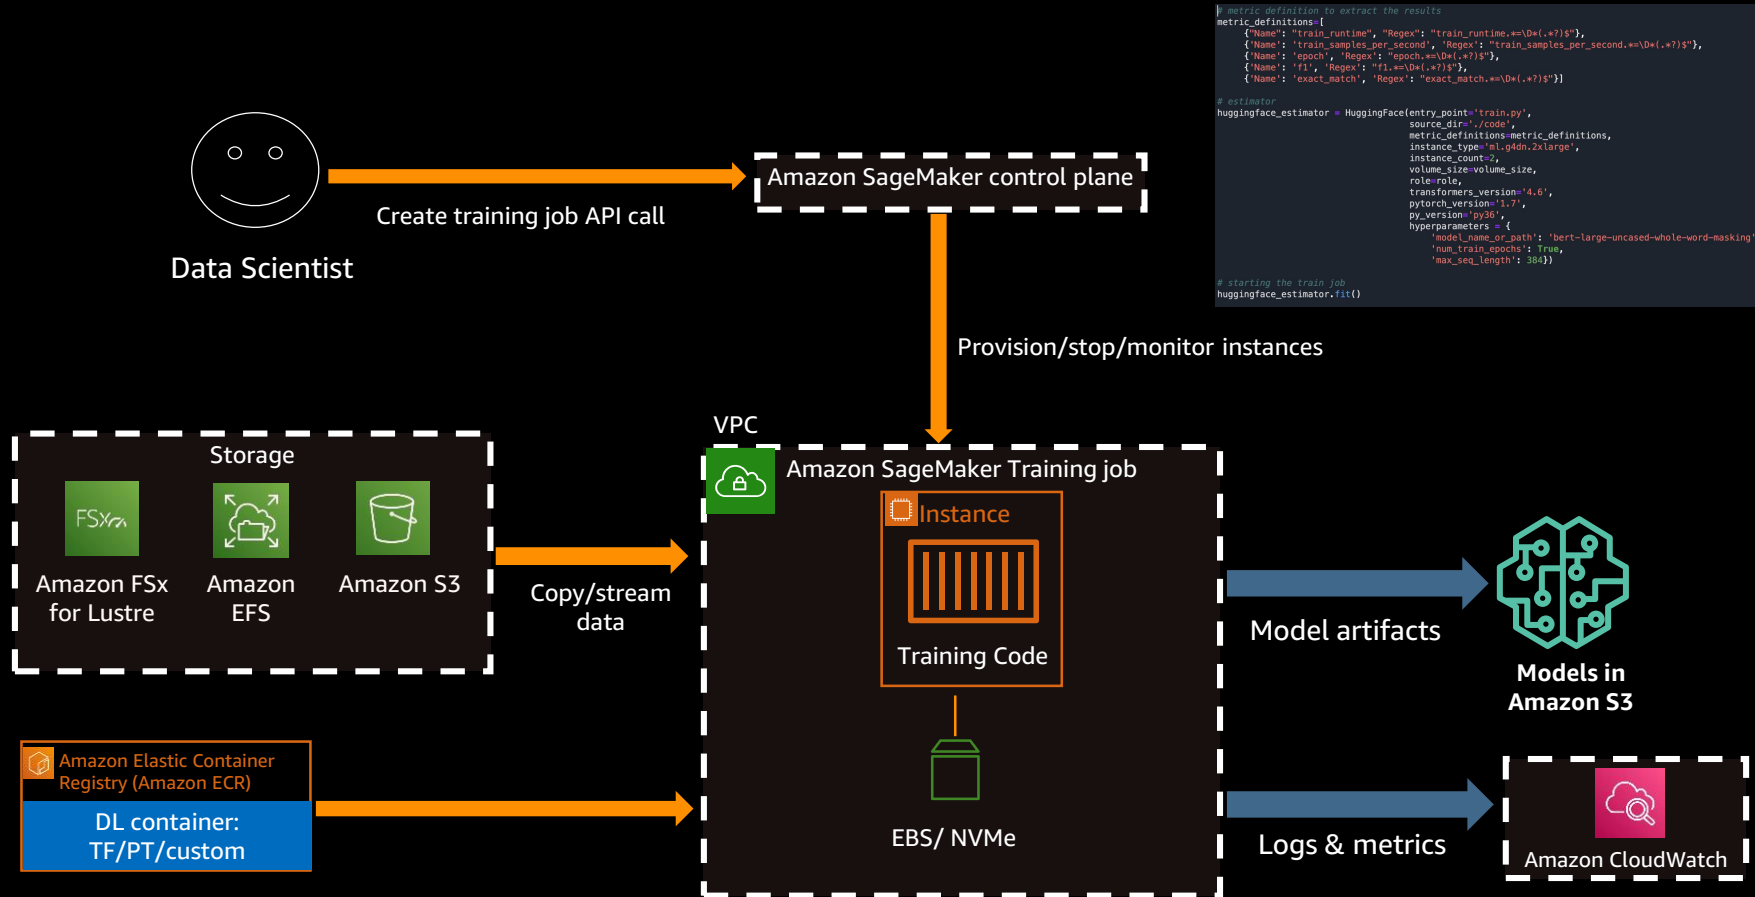 # metric definition to extract the results
metric_definitions=[
{"Name": "train_runtime", "Regex": "train_runtime.*=\D*(.*?)$"},
{'Name': 'train_samples_per_second', 'Regex': "train_samples_per_second.*=\D*(.*?)$"},
{'Name': 'epoch', 'Regex': "epoch.*=\D*(.*?)$"},
{'Name': 'f1', 'Regex': "f1.*=\D*(.*?)$"},
{'Name': 'exact_match', 'Regex': "exact_match.*=\D*(.*?)$"}]
# estimator
huggingface_estimator = HuggingFace(entry_point='train.py',
source_dir='./code',
metric_definitions=metric_definitions,
instance_type='ml.g4dn.2xlarge',
instance_count=2,
volume_size=volume_size,
role=role,
transformers_version='4.6',
pytorch_version='1.7',
py_version='py36',
hyperparameters = {
'model_name_or_path': 'bert-large-uncased-whole-word-masking'
'num_train_epochs': True,
'max_seq_length': 384})
# starting the train job
huggingface_estimator.fit()
Data Scientist
Create training job API call
Amazon SageMaker control plane
Provision/stop/monitor instances
Storage
FSx
Amazon FSx
for Lustre
Amazon
EFS
Amazon S3
Copy/stream
data
VPC
Amazon SageMaker Training job
Instance
Training Code
EBS/ NVMe
Amazon Elastic Container
Registry (Amazon ECR)
DL container:
TF/PT/custom
Model artifacts
Models in
Amazon S3
Logs & metrics
Amazon CloudWatch